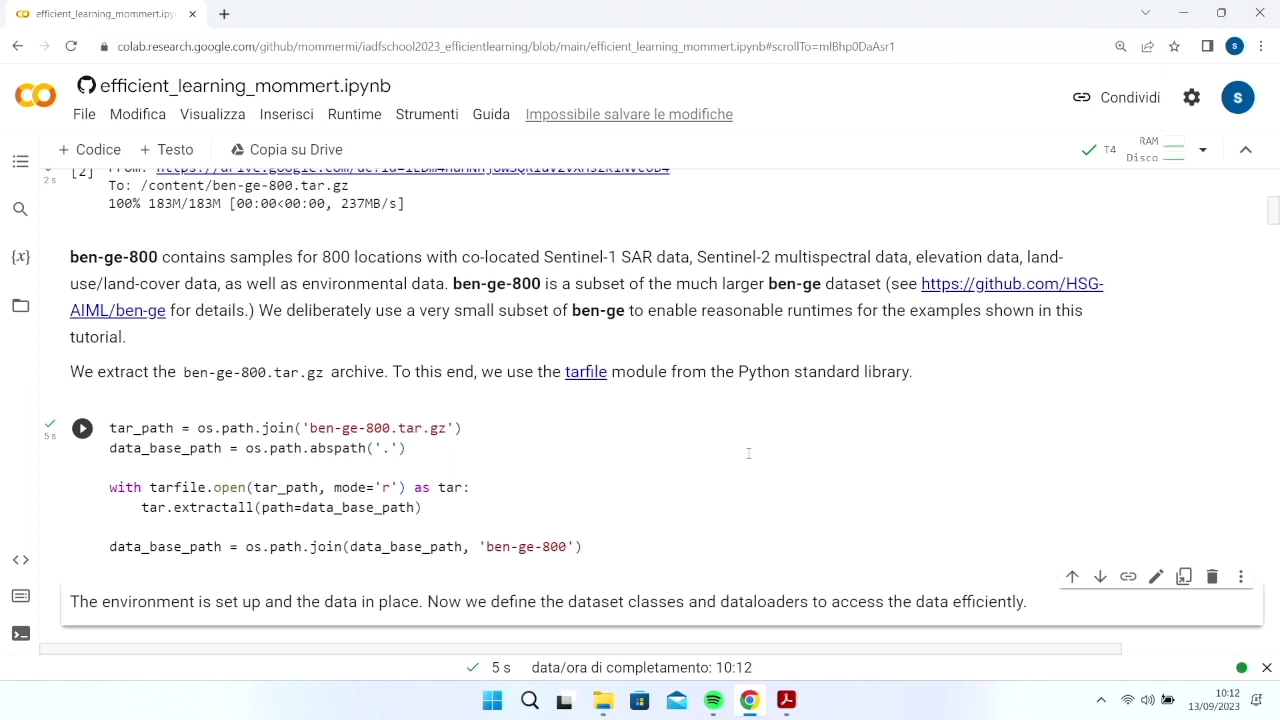 efficient_learning_mommert.ipy
colab.research.google.com/github/mommermi/iadfschool2023_efficientlearning/blob/main/efficient_learning_mommert.ipynb#scrollTo=mlBhp0DaAsr1
S
efficient_learning_mommert.ipynb
Condividi
S
File Modifica Visualizza Inserisci Runtime Strumenti Guida Impossibile salvare le modifiche
+ Codice + Testo Copia su Drive
T4 RAM
Disco
2s [2]
To: /content/ben-ge-800.tar.gz
100% 183M/183M [00:00<00:00, 237MB/s]
ben-ge-800 contains samples for 800 locations with co-located Sentinel-1 SAR data, Sentinel-2 multispectral data, elevation data, land-
use/land-cover data, as well as environmental data. ben-ge-800 is a subset of the much larger ben-ge dataset (see https://github.com/HSG-
AIML/ben-ge for details.) We deliberately use a very small subset of ben-ge to enable reasonable runtimes for the examples shown in this
tutorial.
We extract the ben-ge-800.tar.gz archive. To this end, we use the tarfile module from the Python standard library.
5s
tar_path = os.path.join('ben-ge-800.tar.gz')
data_base_path = os.path.abspath('.')
with tarfile.open(tar_path, mode='r') as tar:
tar.extractall(path=data_base_path)
data_base_path = os.path.join(data_base_path, 'ben-ge-800')
The environment is set up and the data in place. Now we define the dataset classes and dataloaders to access the data efficiently.
5 s data/ora di completamento: 10:12
10:12
13/09/2023